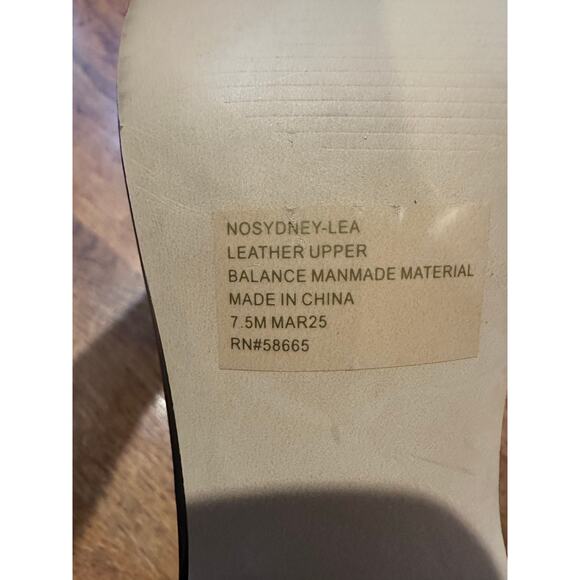 NOSYDNEY-LEA
LEATHER UPPER
BALANCE MANMADE MATERIAL
MADE IN CHINA
7.5M MAR25
RN#58665